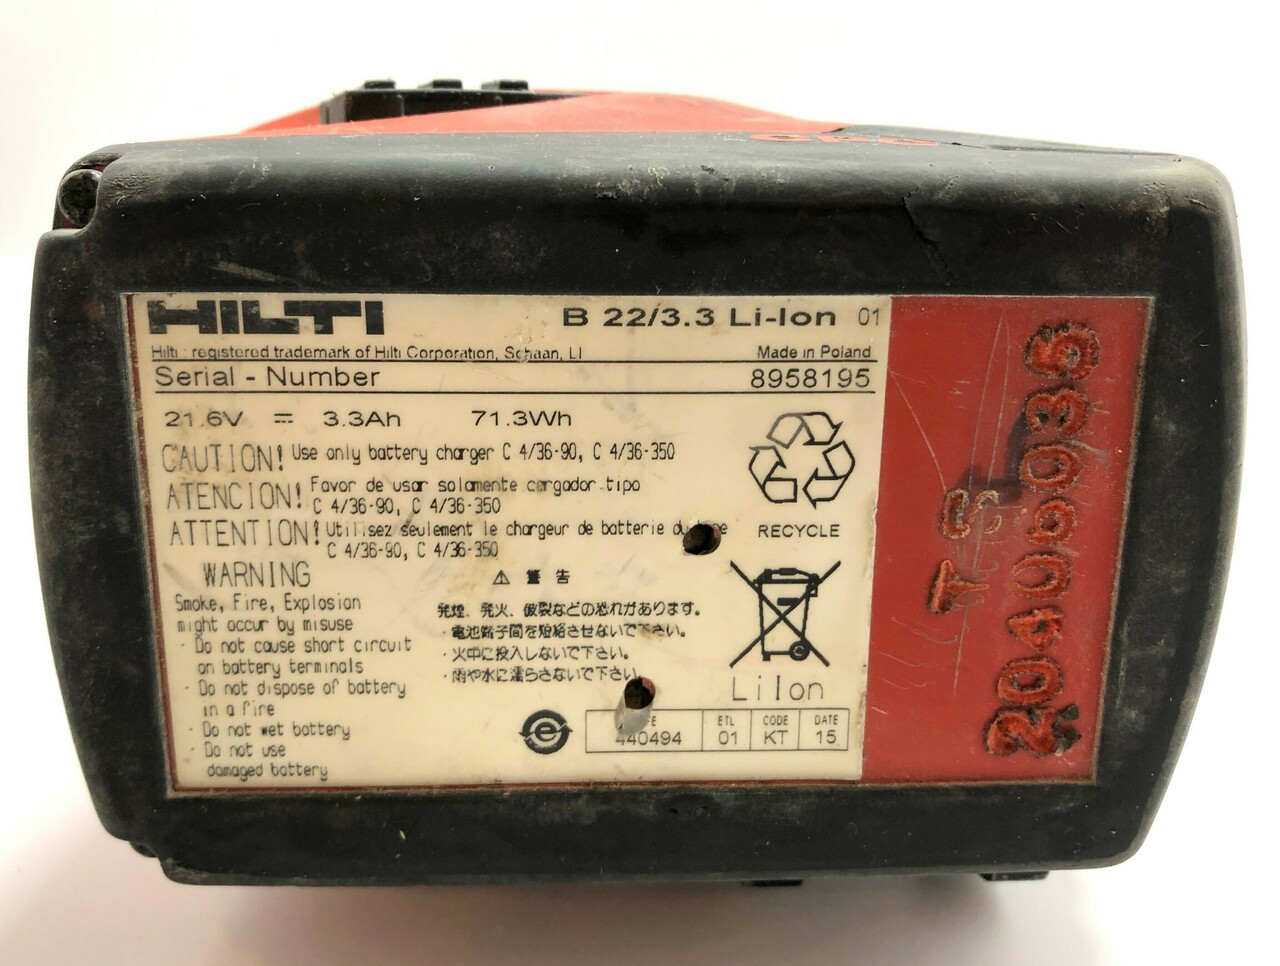 CPC
HILTI
B 22/3.3 Li-Ion 01
Hilti : registered trademark of Hilti Corporation, Schaan, LI
Made in Poland
Serial - Number
8958195
21.6V ⎓ 3.3Ah 71.3Wh
CAUTION! Use only battery charger C 4/36-90, C 4/36-350
ATENCION! Favor de usar solamente cargador tipo
C 4/36-90, C 4/36-350
ATTENTION! Utilisez seulement le chargeur de batterie du
C 4/36-90, C 4/36-350
RECYCLE
WARNING
Smoke, Fire, Explosion
might occur by misuse
- Do not cause short circuit
on battery terminals
- Do not dispose of battery
in a fire
- Do not wet battery
- Do not use
damaged battery
⚠ 警告
発煙、発火、破裂などの恐れがあります。
・電池端子間を短絡させないで下さい。
・火中に投入しないで下さい。
・雨や水に濡らさないで下さい。
Li Ion
ETL CODE DATE
440494 01 KT 15
TS
2040.0035